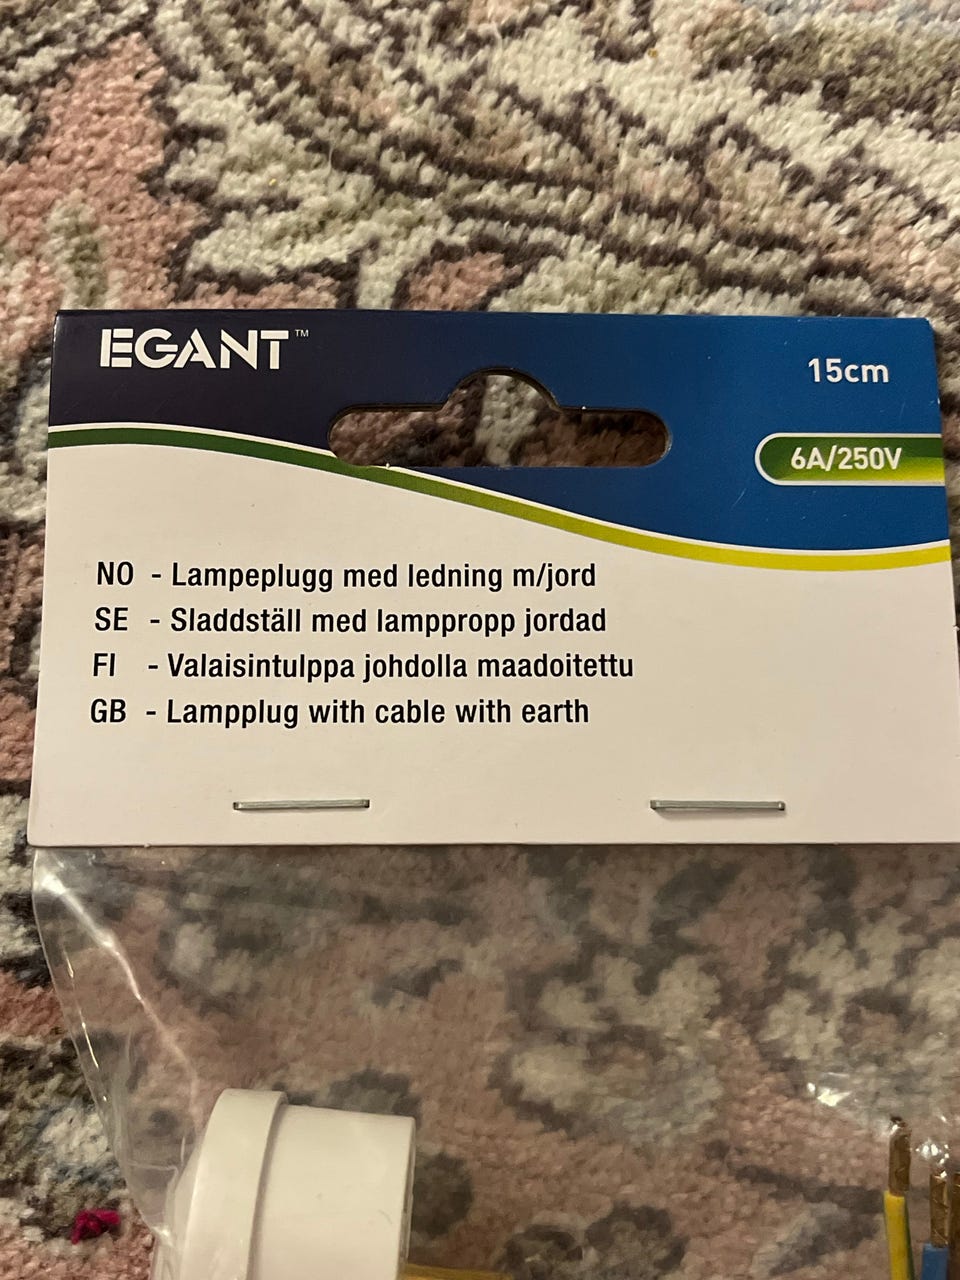 EGANT™
15cm
6A/250V
NO - Lampeplugg med ledning m/jord
SE - Sladdställ med lamppropp jordad
FI - Valaisintulppa johdolla maadoitettu
GB - Lampplug with cable with earth